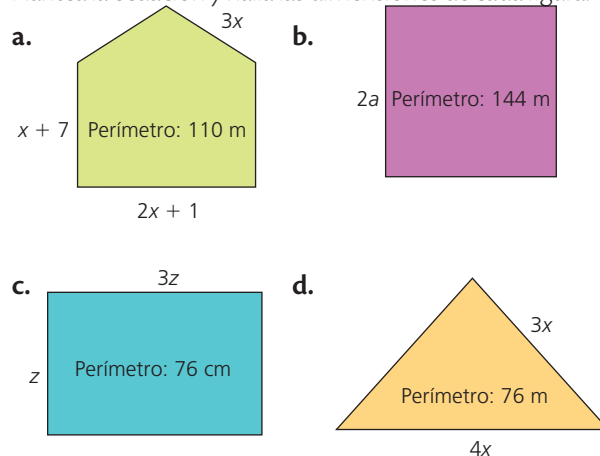 a.
3x
x + 7
Perímetro: 110 m
2x + 1
b.
2a
Perímetro: 144 m
c.
3z
z
Perímetro: 76 cm
d.
3x
Perímetro: 76 m
4x